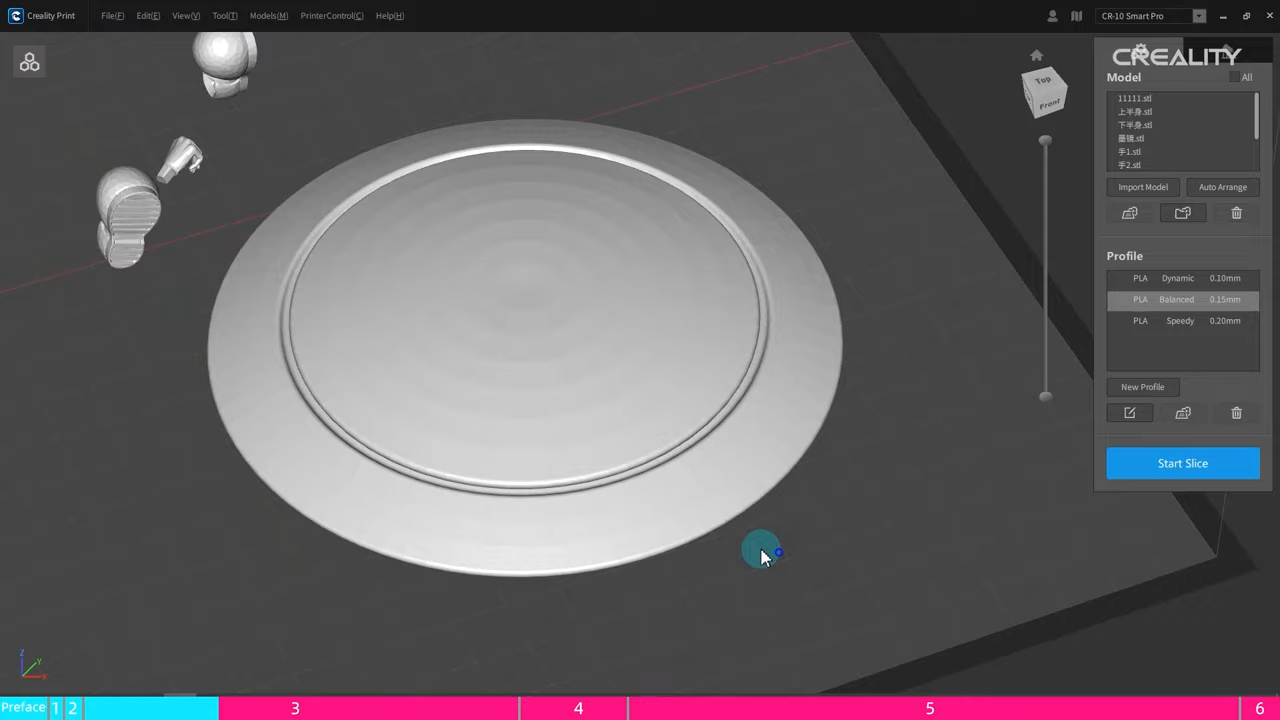 Creality Print File(F) Edit(E) View(V) Tool(T) Models(M) PrinterControl(C) Help(H) CR-10 Smart Pro
CREALITY
Top
Front
Model All
11111.stl
上半身.stl
下半身.stl
墨镜.stl
手1.stl
手2.stl
Import Model Auto Arrange
Profile
PLA Dynamic 0.10mm
PLA Balanced 0.15mm
PLA Speedy 0.20mm
New Profile
Start Slice
Z
Y
X
Preface 1 2 3 4 5 6